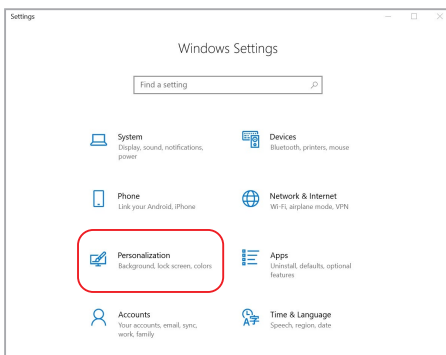 Settings
Windows Settings
Find a setting
System
Display, sound, notifications,
power
Devices
Bluetooth, printers, mouse
Phone
Link your Android, iPhone
Network & Internet
Wi-Fi, airplane mode, VPN
Personalization
Background, lock screen, colors
Apps
Uninstall, defaults, optional
features
Accounts
Your accounts, email, sync,
work, family
Time & Language
Speech, region, date